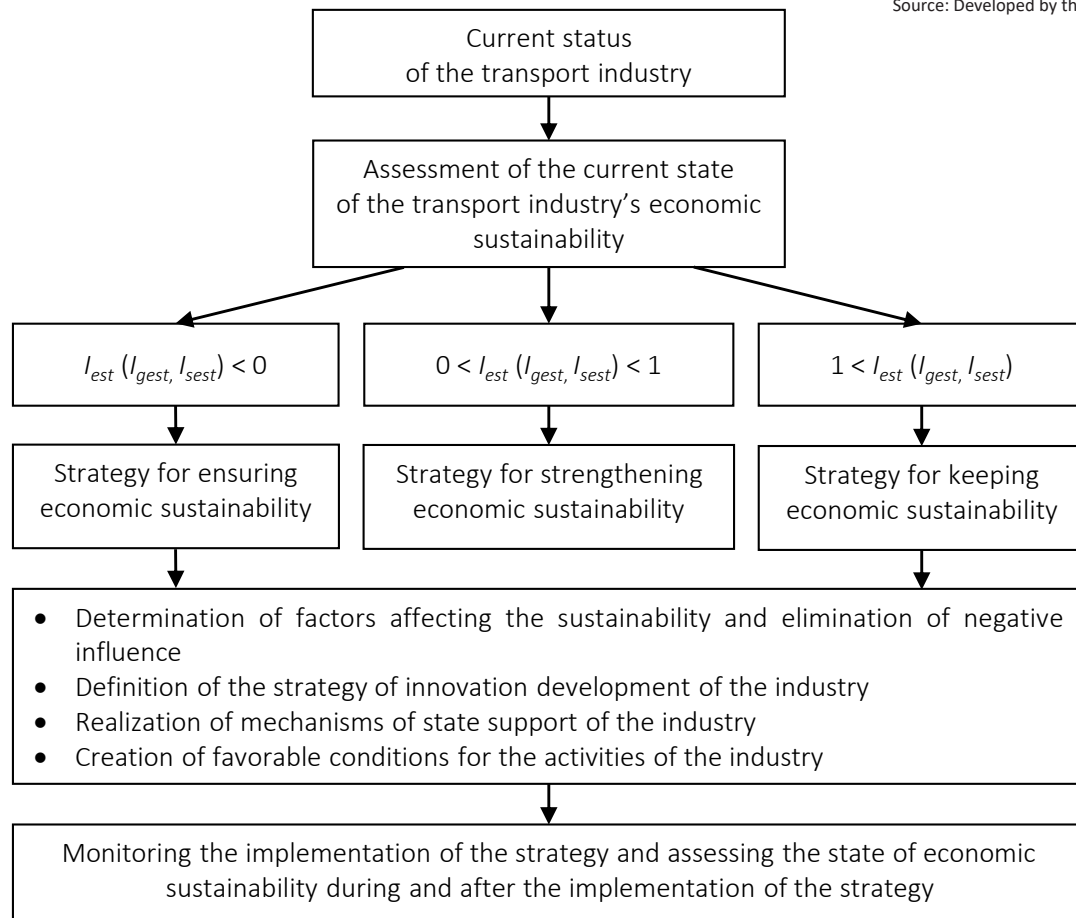 Source: Developed by th
Current status
of the transport industry
Assessment of the current state
of the transport industry’s economic
sustainability
I_est (I_gest, I_sest) < 0
0 < I_est (I_gest, I_sest) < 1
1 < I_est (I_gest, I_sest)
Strategy for ensuring
economic sustainability
Strategy for strengthening
economic sustainability
Strategy for keeping
economic sustainability
• Determination of factors affecting the sustainability and elimination of negative
influence
• Definition of the strategy of innovation development of the industry
• Realization of mechanisms of state support of the industry
• Creation of favorable conditions for the activities of the industry
Monitoring the implementation of the strategy and assessing the state of economic
sustainability during and after the implementation of the strategy